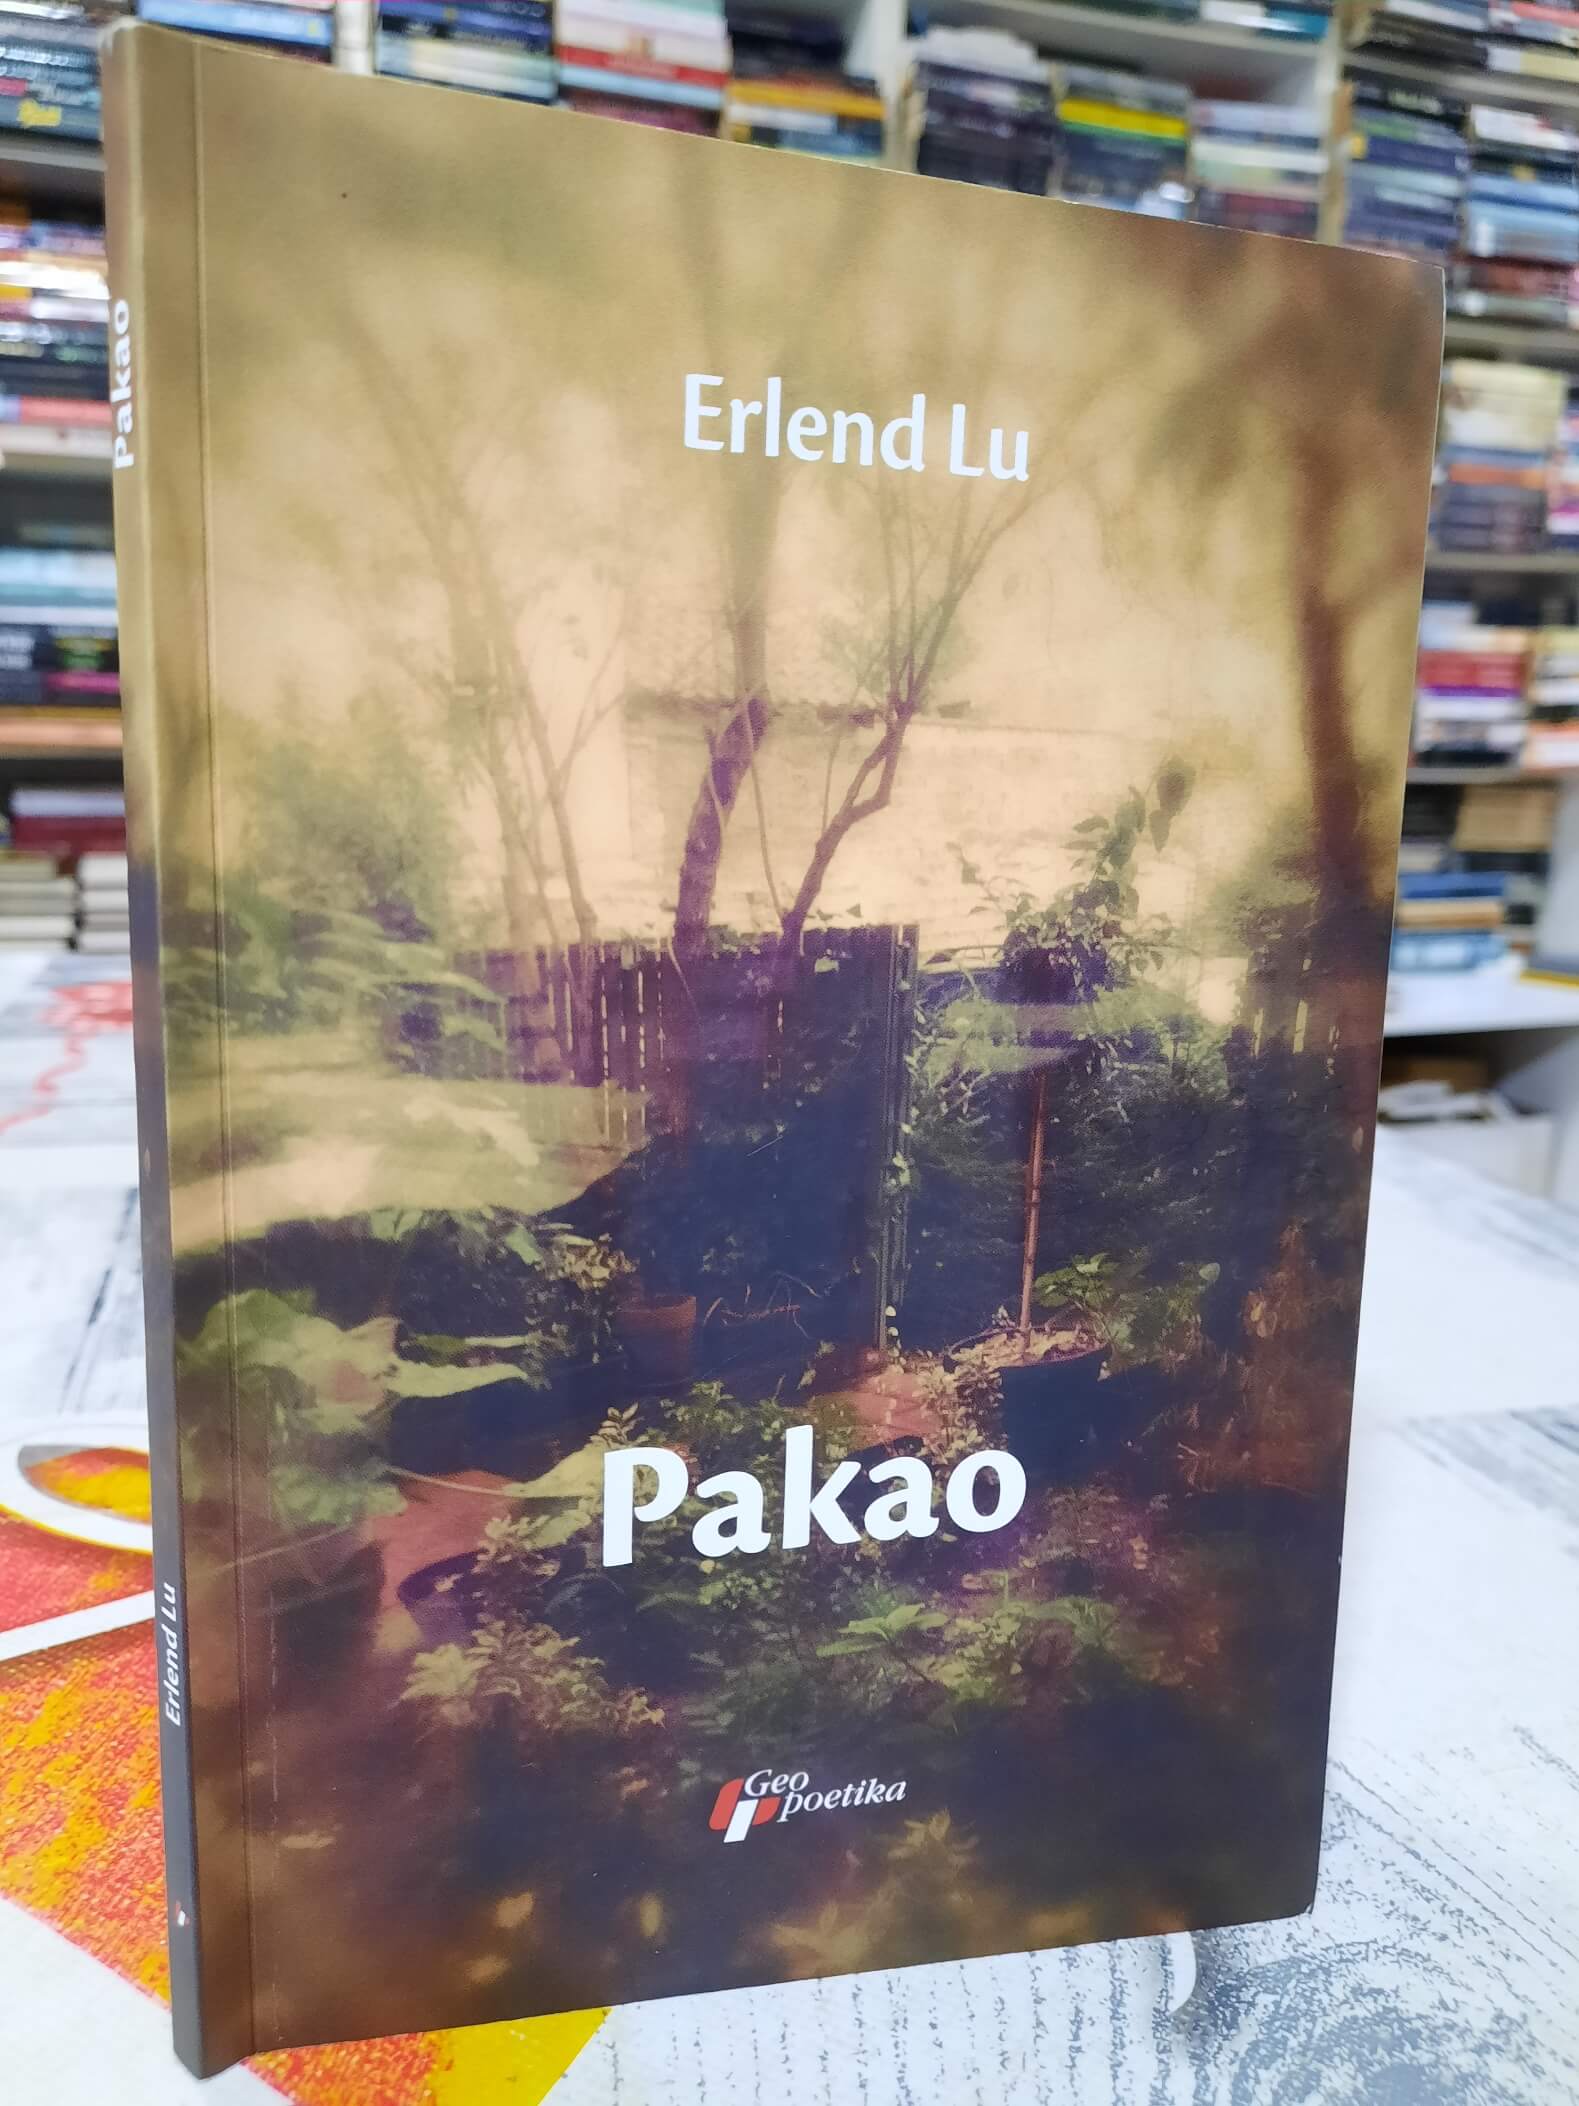 Erlend Lu
Pakao
Geo
poetika
Pakao
Erlend Lu